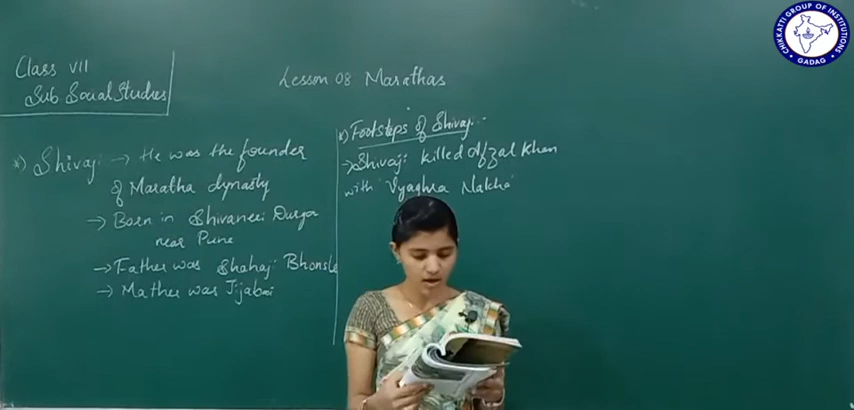 Class VII
Sub Social Studies
Lesson 08 Marathas
*) Shivaji → He was the founder
of Maratha dynasty
→ Born in Shivaneri Durga
near Pune
→ Father was Shahaji Bhonsle
→ Mother was Jijabai
*) Footsteps of Shivaji:-
→ Shivaji killed Afzal Khan
with 'Vyaghra Nakha'
CHIKKATTI GROUP OF INSTITUTIONS
• GADAG •